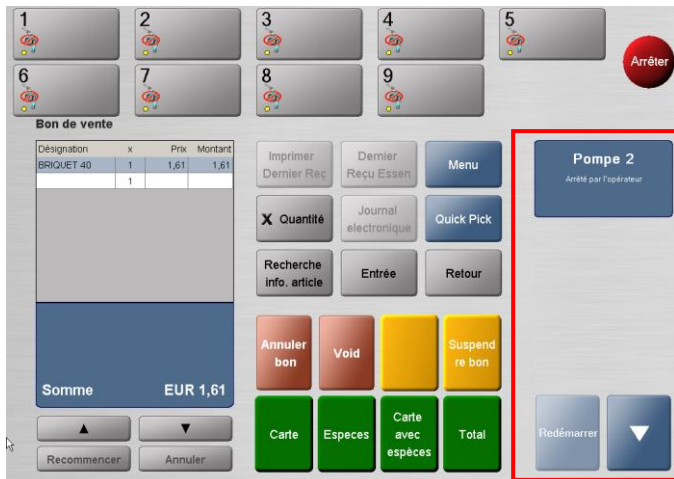 1 2 3 4 5
Arrêter
6 7 8 9
Bon de vente
Désignation x Prix Montant
BRIQUET 40 1 1,61 1,61
1
Somme EUR 1,61
Recommencer Annuler
Imprimer
Dernier Reç
Dernier
Reçu Essen
Menu
X Quantité
Journal
electronique
Quick Pick
Recherche
info. article
Entrée
Retour
Annuler
bon
Void
Suspend
re bon
Carte
Especes
Carte
avec
espèces
Total
Pompe 2
Arrêté par l'opérateur
Redémarrer